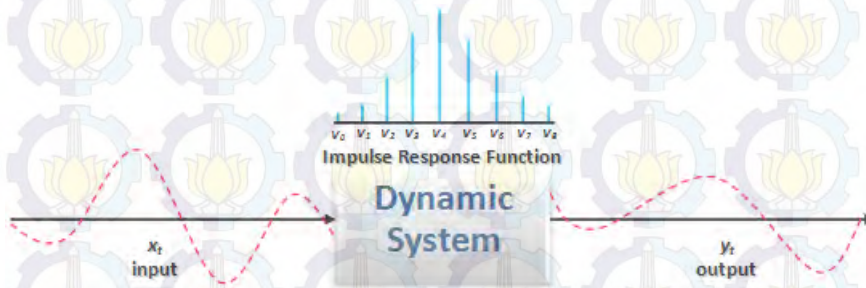 v₀ v₁ v₂ v₃ v₄ v₅ v₆ v₇ v₈
Impulse Response Function
Dynamic
System
xₜ
input
yₜ
output